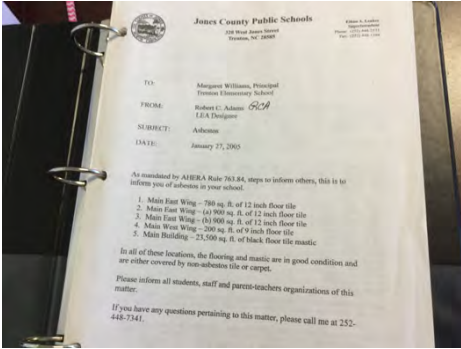 Jones County Public Schools
320 West Jones Street
Trenton, NC 28585
Superintendent
TO:
Margaret Williams, Principal
Trenton Elementary School
FROM:
Robert C. Adams
LEA Designee
SUBJECT:
Asbestos
DATE:
January 27, 2005
As mandated by AHERA Rule 763.84, steps to inform others, this is to
inform you of asbestos in your school.
1. Main East Wing – 780 sq. ft. of 12 inch floor tile
2. Main East Wing – (a) 900 sq. ft. of 12 inch floor tile
3. Main East Wing – (b) 900 sq. ft. of 12 inch floor tile
4. Main West Wing – 200 sq. ft. of 9 inch floor tile
5. Main Building – 23,500 sq. ft. of black floor tile mastic
In all of these locations, the flooring and mastic are in good condition and
are either covered by non-asbestos tile or carpet.
Please inform all students, staff and parent-teachers organizations of this
matter.
If you have any questions pertaining to this matter, please call me at 252-
448-7341.